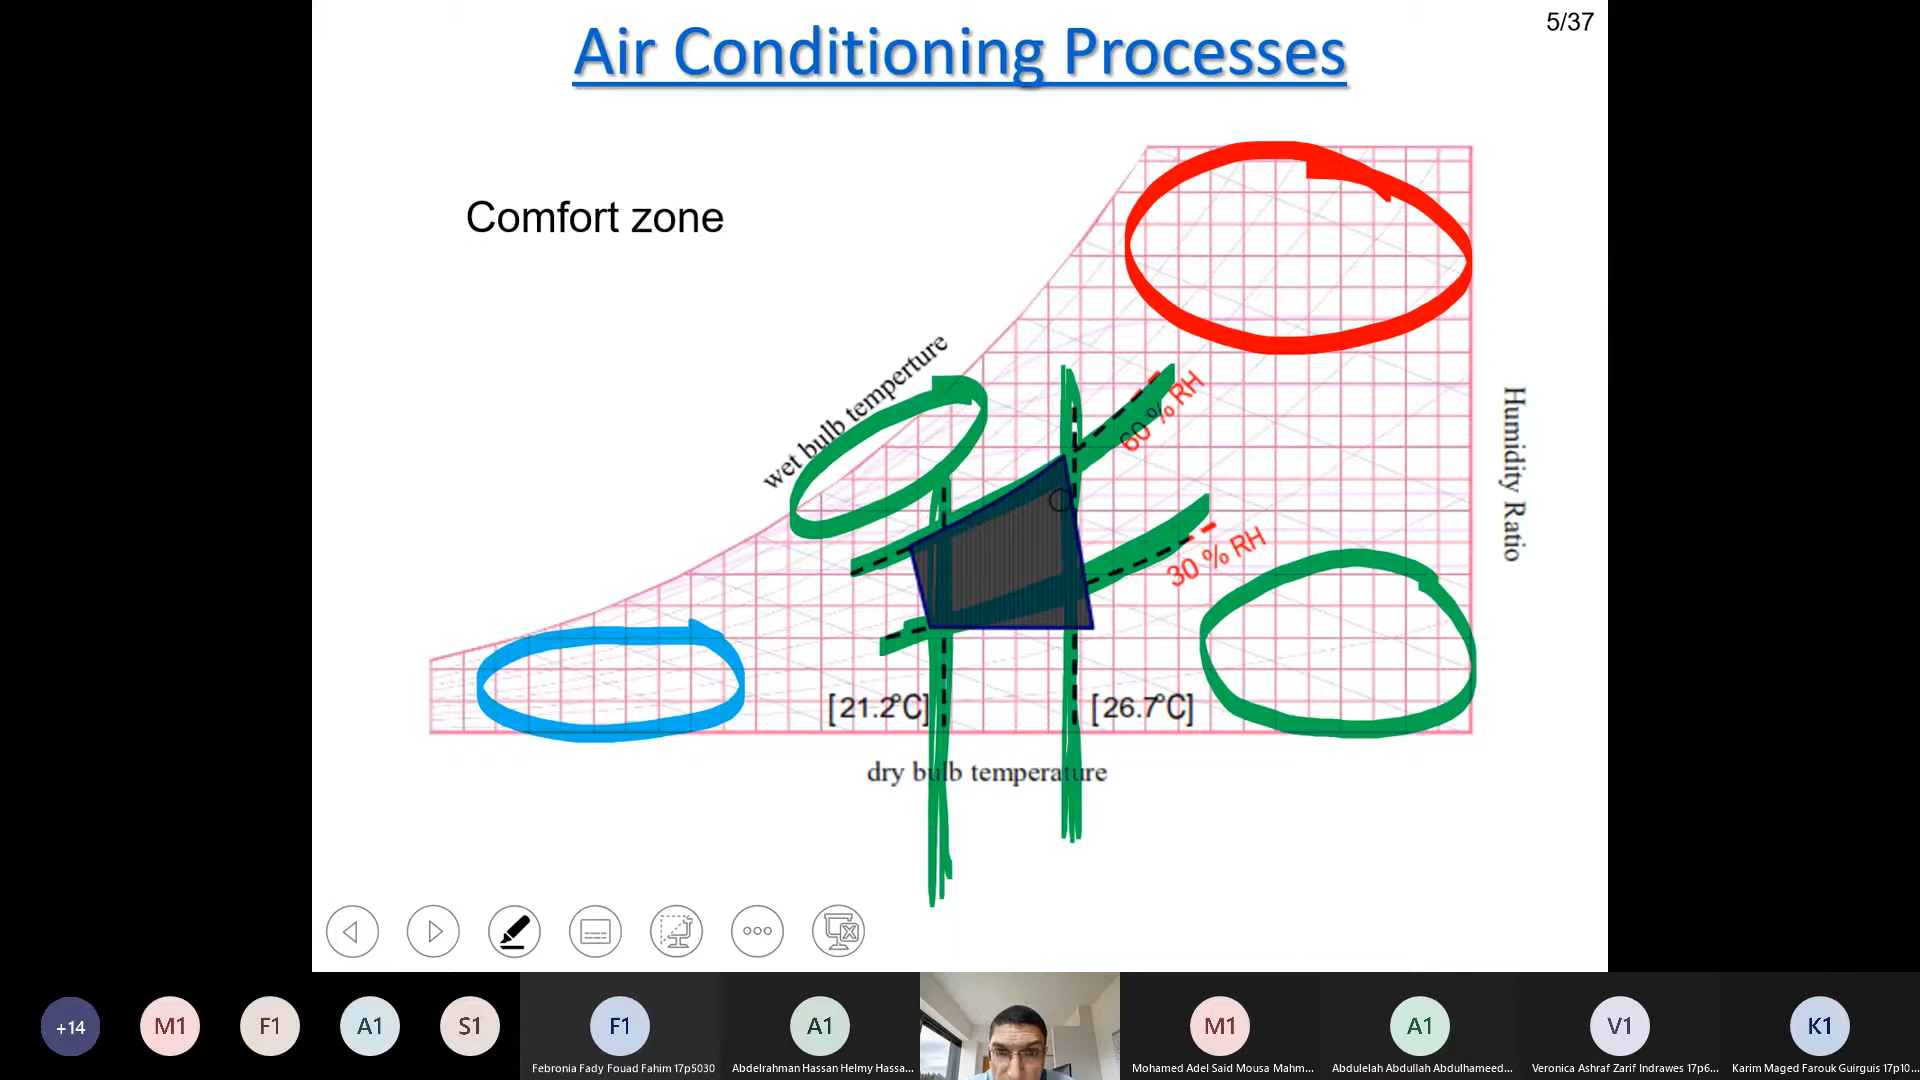 5/37
Air Conditioning Processes
Comfort zone
wet bulb temperture
60 % RH
30 % RH
Humidity Ratio
[21.2°C]
[26.7°C]
dry bulb temperature
+14
M1
F1
A1
S1
F1
Febronia Fady Fouad Fahim 17p5030
A1
Abdelrahman Hassan Helmy Hassa...
M1
Mohamed Adel Said Mousa Mahm...
A1
Abdulelah Abdullah Abdulhameed...
V1
Veronica Ashraf Zarif Indrawes 17p6...
K1
Karim Maged Farouk Guirguis 17p10...